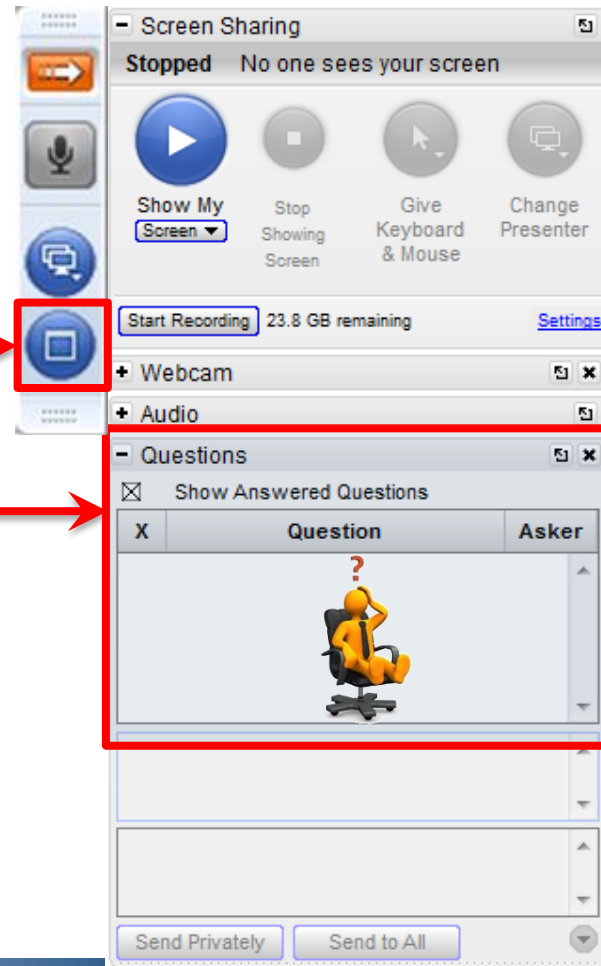 Screen Sharing
Stopped No one sees your screen
Show My
Screen
Stop
Showing
Screen
Give
Keyboard
& Mouse
Change
Presenter
Start Recording 23.8 GB remaining Settings
Webcam
Audio
Questions
Show Answered Questions
X Question Asker
?
Send Privately Send to All